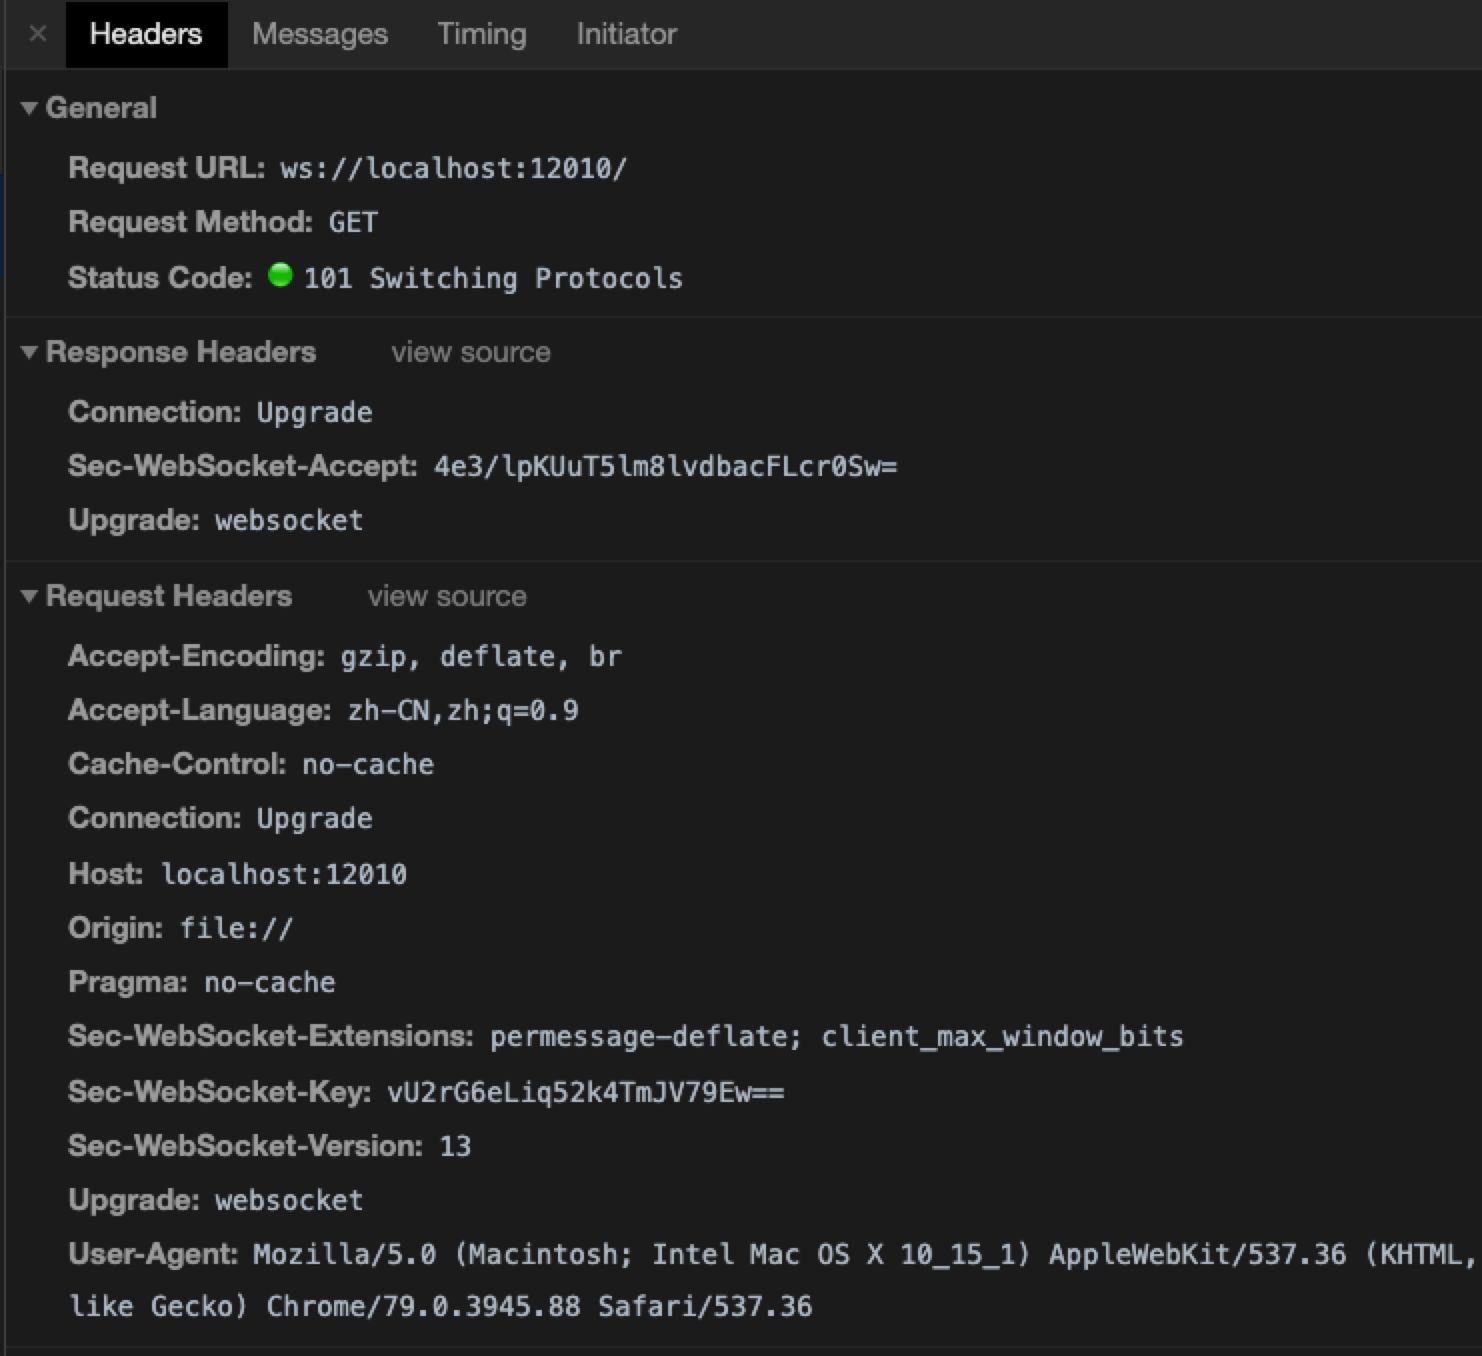 Headers Messages Timing Initiator
General
Request URL: ws://localhost:12010/
Request Method: GET
Status Code: 101 Switching Protocols
Response Headers view source
Connection: Upgrade
Sec-WebSocket-Accept: 4e3/lpKUuT5lm8lvdbacFLcr0Sw=
Upgrade: websocket
Request Headers view source
Accept-Encoding: gzip, deflate, br
Accept-Language: zh-CN,zh;q=0.9
Cache-Control: no-cache
Connection: Upgrade
Host: localhost:12010
Origin: file://
Pragma: no-cache
Sec-WebSocket-Extensions: permessage-deflate; client_max_window_bits
Sec-WebSocket-Key: vU2rG6eLiq52k4TmJV79Ew==
Sec-WebSocket-Version: 13
Upgrade: websocket
User-Agent: Mozilla/5.0 (Macintosh; Intel Mac OS X 10_15_1) AppleWebKit/537.36 (KHTML,
like Gecko) Chrome/79.0.3945.88 Safari/537.36